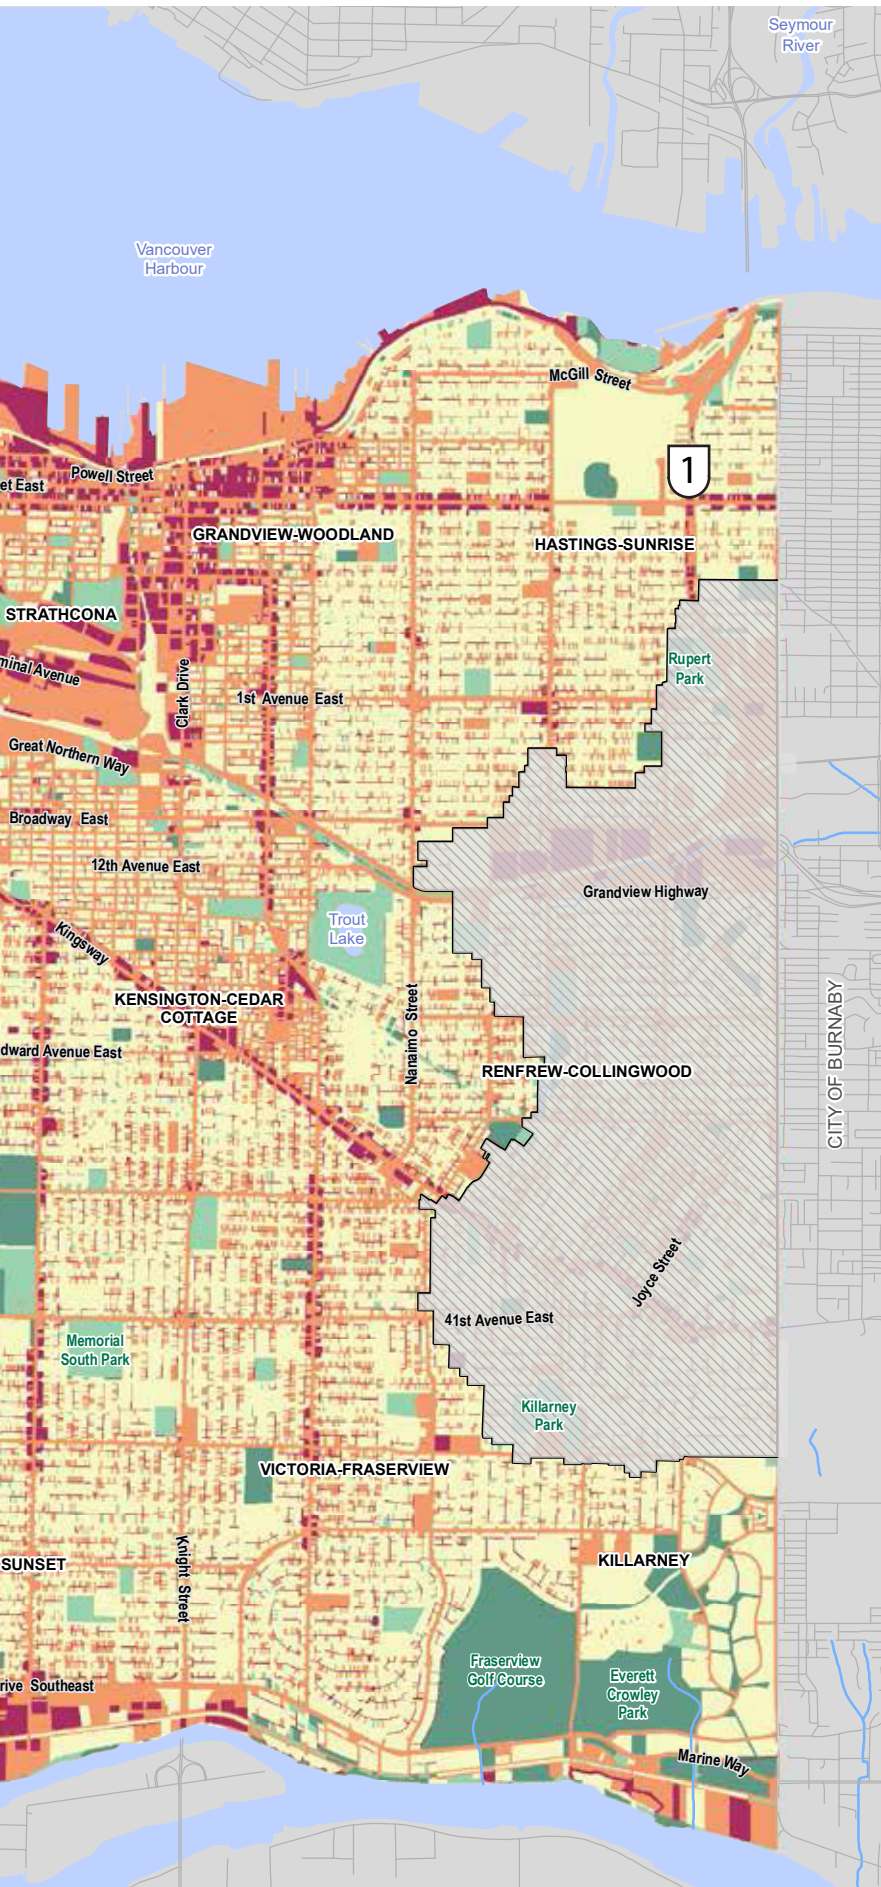 Seymour
River
Vancouver
Harbour
McGill Street
1
Powell Street
et East
GRANDVIEW-WOODLAND
HASTINGS-SUNRISE
STRATHCONA
Rupert
Park
minal Avenue
Clark Drive
1st Avenue East
Great Northern Way
Broadway East
12th Avenue East
Grandview Highway
Trout
Lake
Kingsway
KENSINGTON-CEDAR
COTTAGE
Nanaimo Street
CITY OF BURNABY
dward Avenue East
RENFREW-COLLINGWOOD
Joyce Street
41st Avenue East
Memorial
South Park
Killarney
Park
VICTORIA-FRASERVIEW
SUNSET
Knight Street
KILLARNEY
Fraserview
Golf Course
Everett
Crowley
Park
rive Southeast
Marine Way